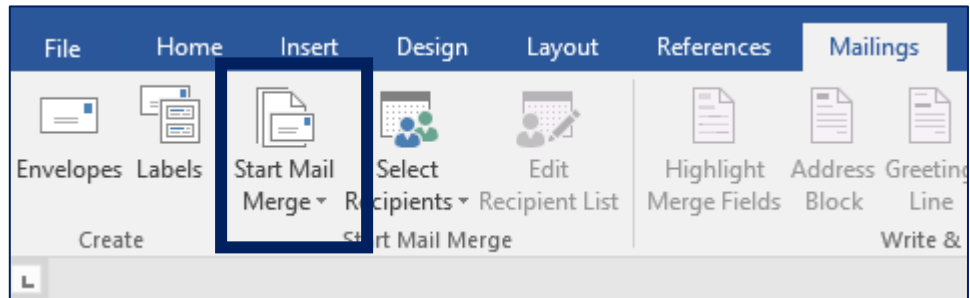 File Home Insert Design Layout References Mailings
Envelopes Labels Start Mail Select Edit Highlight Address Greeting
Merge Recipients Recipient List Merge Fields Block Line
Create Start Mail Merge Write &